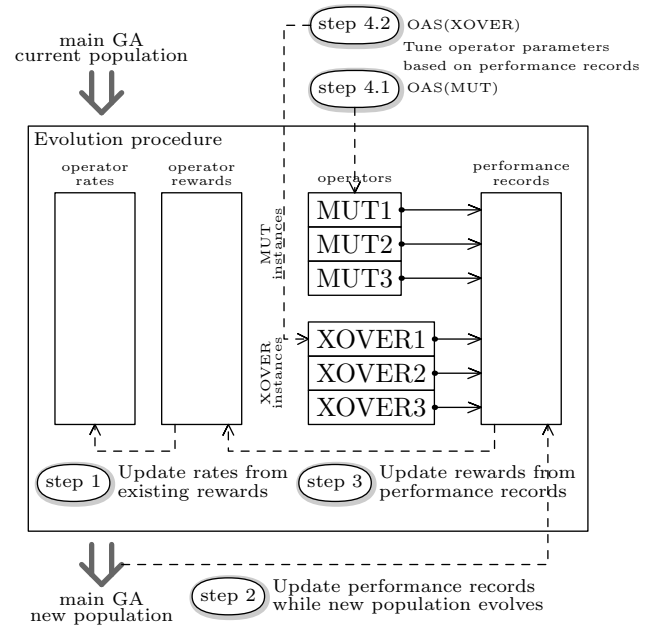 step 4.2
OAS(XOVER)
Tune operator parameters
based on performance records
step 4.1
OAS(MUT)
main GA
current population
Evolution procedure
operator
rates
operator
rewards
operators
performance
records
MUT
instances
MUT1
MUT2
MUT3
XOVER
instances
XOVER1
XOVER2
XOVER3
step 1
Update rates from
existing rewards
step 3
Update rewards from
performance records
main GA
new population
step 2
Update performance records
while new population evolves